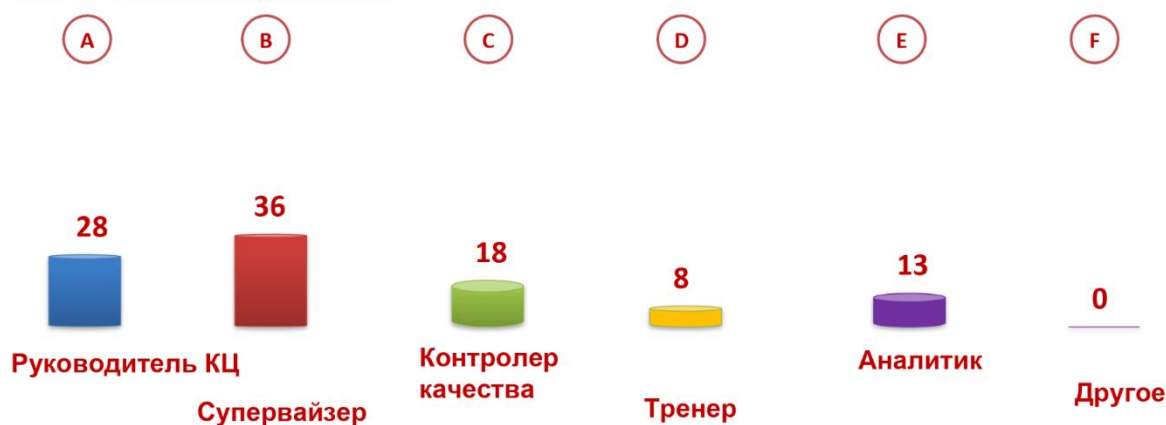 A B C D E F
36
28
18
13
8
0
Руководитель КЦ
Контролер
качества
Аналитик
Супервайзер
Тренер
Другое